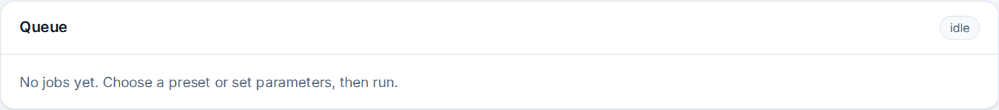 Queue
idle
No jobs yet. Choose a preset or set parameters, then run.